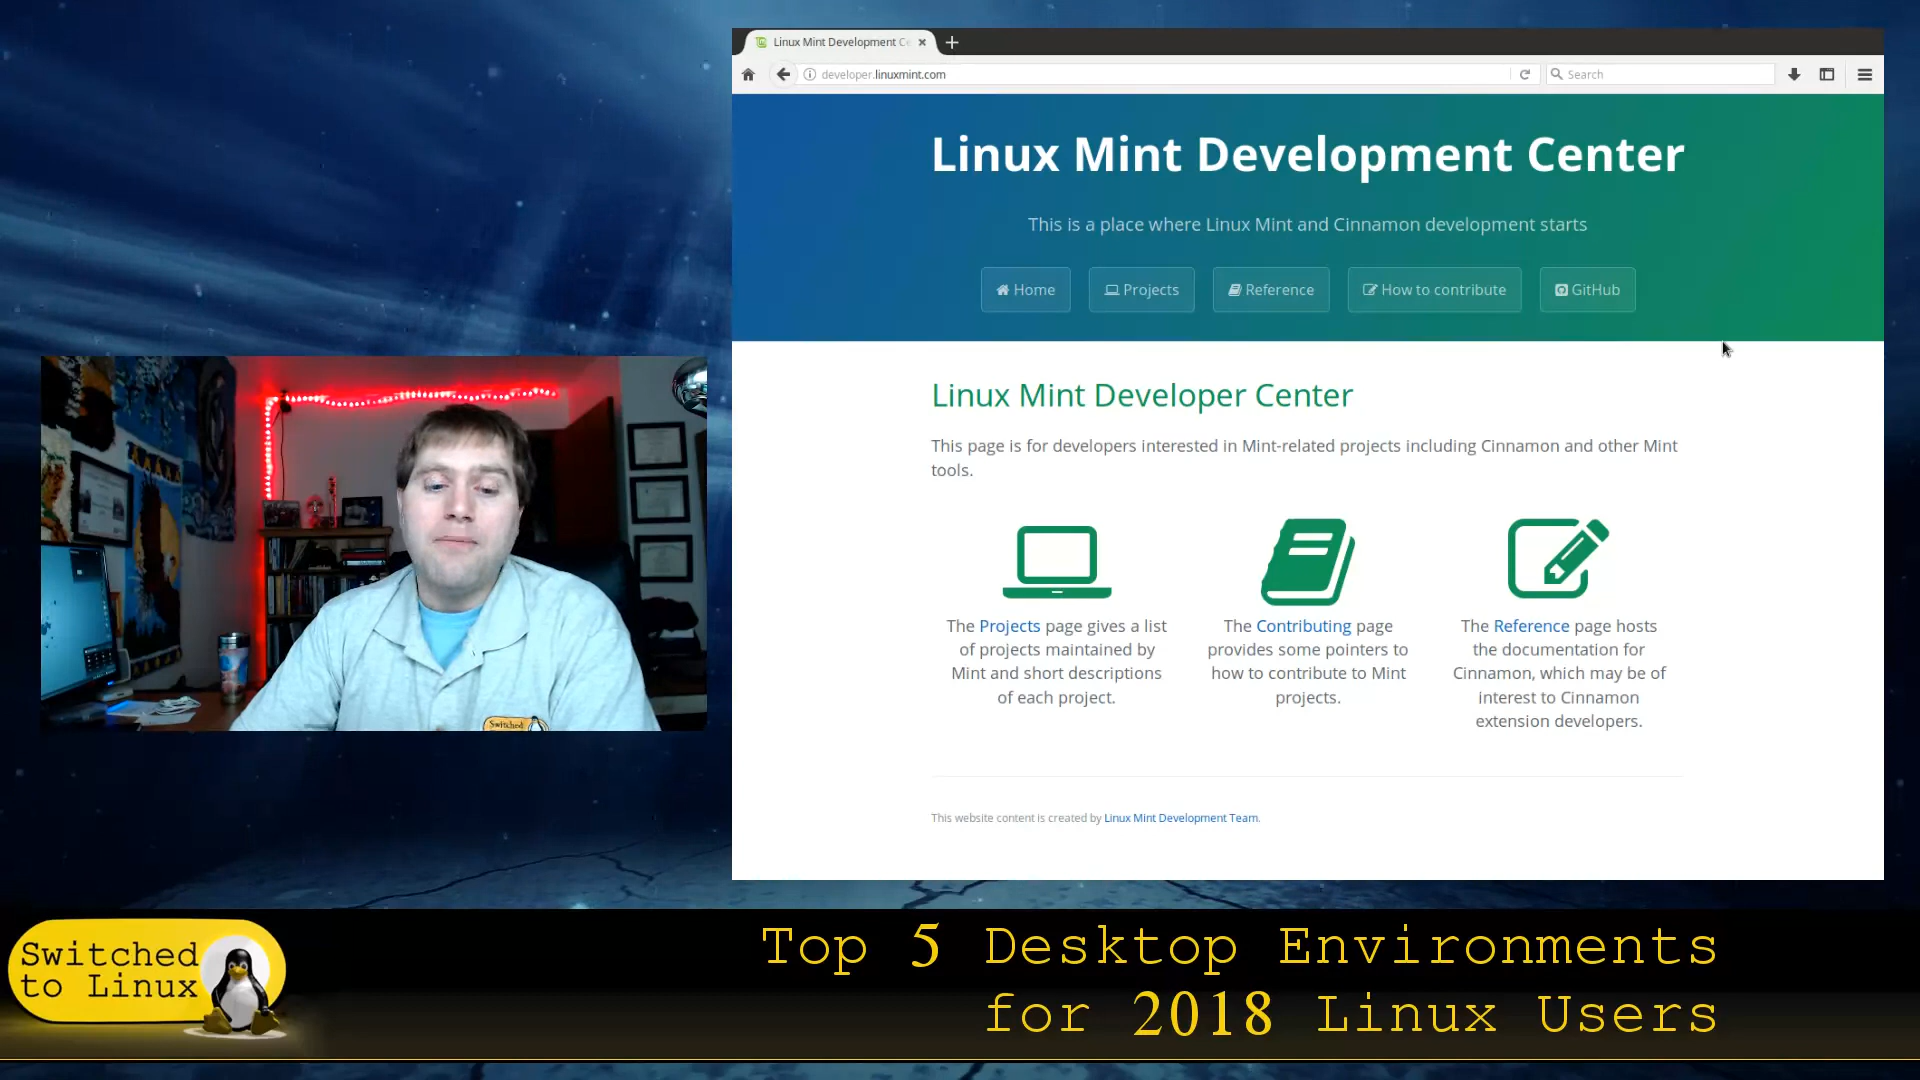 Linux Mint Development Ce
developer.linuxmint.com
Search
Linux Mint Development Center
This is a place where Linux Mint and Cinnamon development starts
Home
Projects
Reference
How to contribute
GitHub
Linux Mint Developer Center
This page is for developers interested in Mint-related projects including Cinnamon and other Mint
tools.
The Projects page gives a list
of projects maintained by
Mint and short descriptions
of each project.
The Contributing page
provides some pointers to
how to contribute to Mint
projects.
The Reference page hosts
the documentation for
Cinnamon, which may be of
interest to Cinnamon
extension developers.
This website content is created by Linux Mint Development Team.
Switched
Switched
to Linux
Top 5 Desktop Environments
for 2018 Linux Users